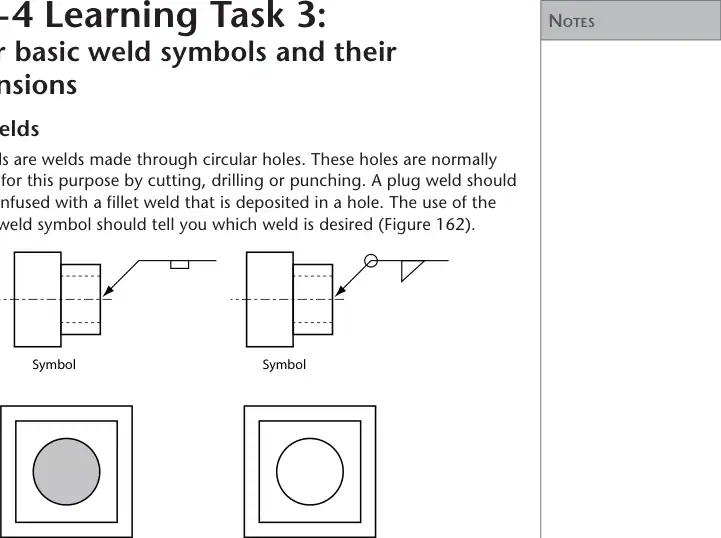 -4 Learning Task 3:
r basic weld symbols and their
nsions
elds
ds are welds made through circular holes. These holes are normally
for this purpose by cutting, drilling or punching. A plug weld should
nfused with a fillet weld that is deposited in a hole. The use of the
weld symbol should tell you which weld is desired (Figure 162).
Symbol
Symbol
NOTES